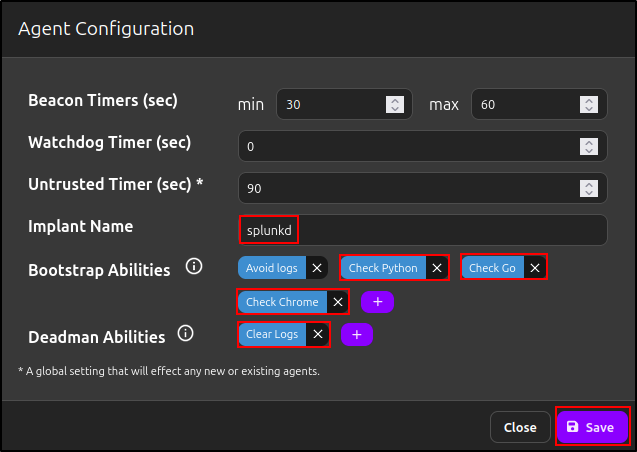 Agent Configuration
Beacon Timers (sec) min 30 max 60
Watchdog Timer (sec) 0
Untrusted Timer (sec) * 90
Implant Name splunkd
Bootstrap Abilities Avoid logs Check Python Check Go
Check Chrome +
Deadman Abilities Clear Logs +
* A global setting that will effect any new or existing agents.
Close Save